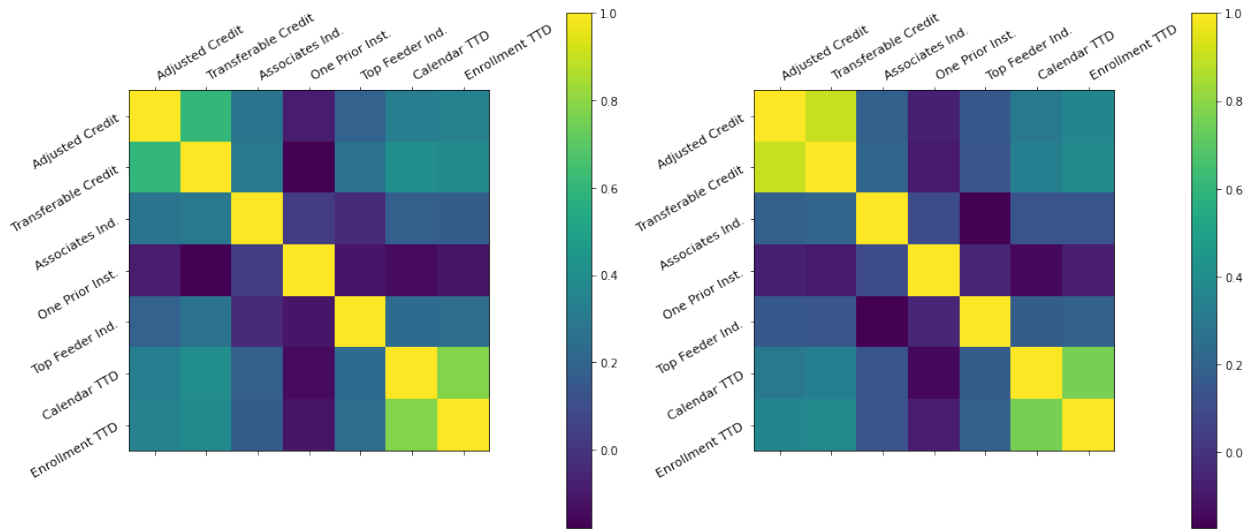 Adjusted Credit
Transferable Credit
Associates Ind.
One Prior Inst.
Top Feeder Ind.
Calendar TTD
Enrollment TTD
Adjusted Credit
Transferable Credit
Associates Ind.
One Prior Inst.
Top Feeder Ind.
Calendar TTD
Enrollment TTD
1.0
0.8
0.6
0.4
0.2
0.0
Adjusted Credit
Transferable Credit
Associates Ind.
One Prior Inst.
Top Feeder Ind.
Calendar TTD
Enrollment TTD
Adjusted Credit
Transferable Credit
Associates Ind.
One Prior Inst.
Top Feeder Ind.
Calendar TTD
Enrollment TTD
1.0
0.8
0.6
0.4
0.2
0.0